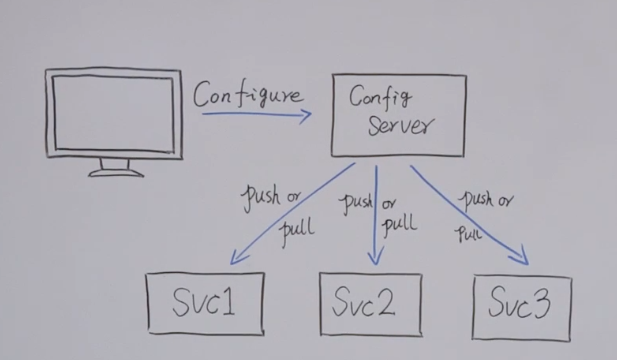 Configure
Config
Server
push or
pull
push or
pull
push or
pull
Svc1
Svc2
Svc3